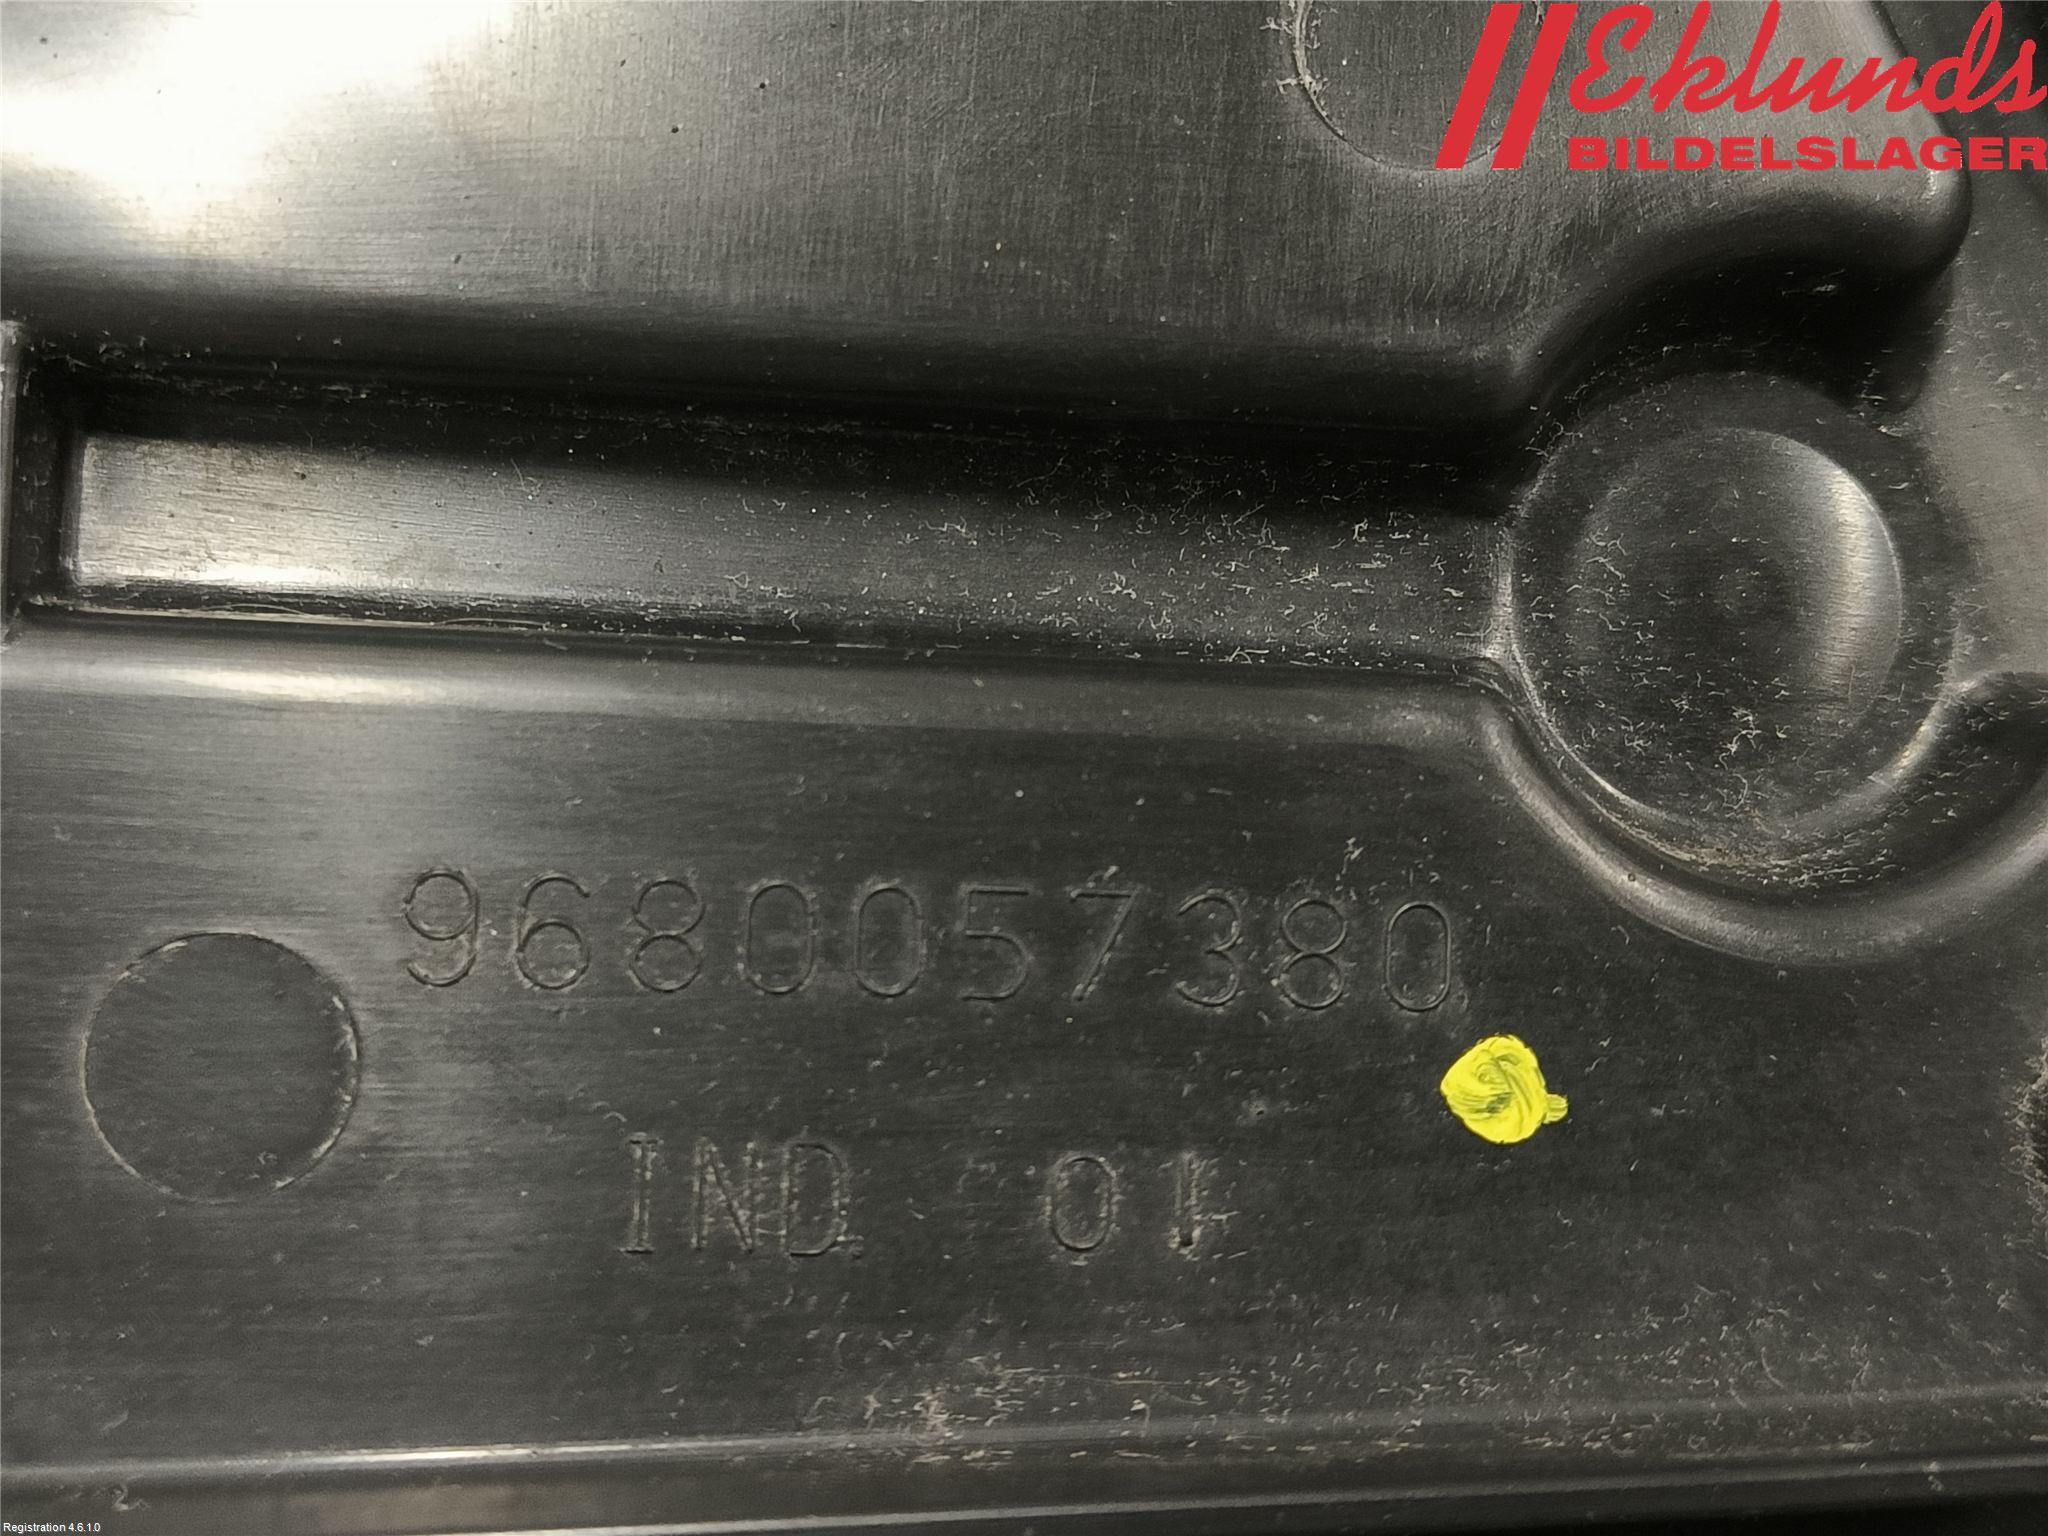 Eklunds
BILDELSLAGER
9680057380
IND. 01
Registration 4.6.1.0